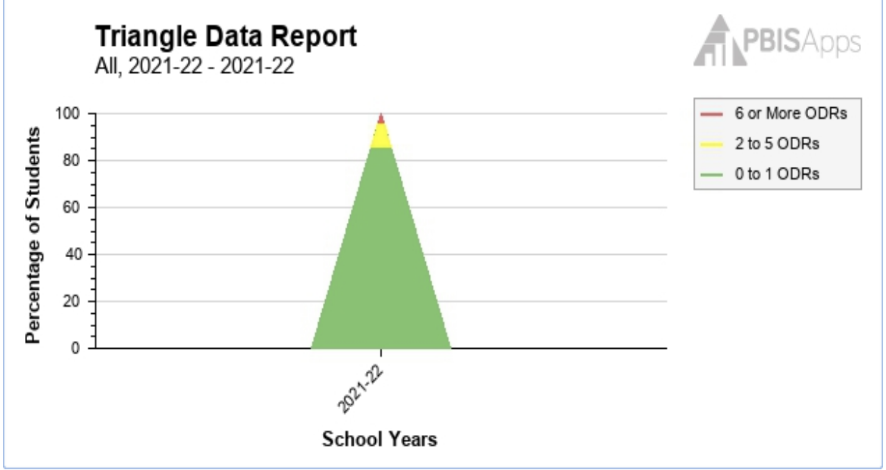 Triangle Data Report
All, 2021-22 - 2021-22
PBISApps
6 or More ODRs
2 to 5 ODRs
0 to 1 ODRs
Percentage of Students
100
80
60
40
20
0
2021-22
School Years